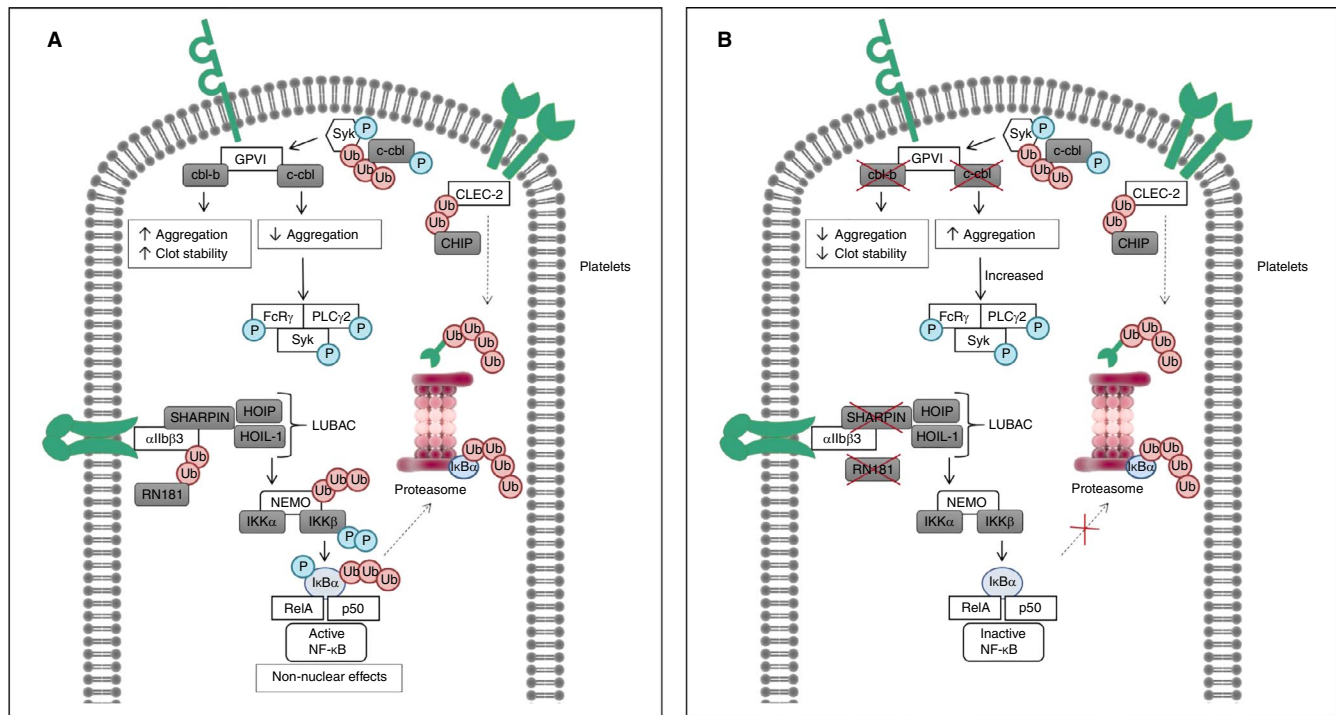 A
Syk
P
GPVI
c-cbl
P
cbl-b
c-cbl
Ub
Ub
Ub
CLEC-2
Ub
Ub
CHIP
↑ Aggregation
↑ Clot stability
↓ Aggregation
Platelets
FcRγ
PLCγ2
P
P
Syk
P
Ub
Ub
Ub
Ub
SHARPIN
HOIP
LUBAC
αIIbβ3
HOIL-1
Ub
Ub
RN181
IκBα
Ub
Ub
Ub
Ub
Proteasome
NEMO
Ub
Ub
Ub
IKKα
IKKβ
P
P
P
IκBα
Ub
Ub
Ub
RelA
p50
Active
NF-κB
Non-nuclear effects
B
Syk
P
GPVI
c-cbl
P
cbl-b
c-cbl
Ub
Ub
Ub
CLEC-2
Ub
Ub
CHIP
↓ Aggregation
↓ Clot stability
↑ Aggregation
Platelets
Increased
FcRγ
PLCγ2
P
P
Syk
P
Ub
Ub
Ub
Ub
SHARPIN
HOIP
LUBAC
αIIbβ3
HOIL-1
RN181
IκBα
Ub
Ub
Ub
Ub
Proteasome
NEMO
IKKα
IKKβ
IκBα
RelA
p50
Inactive
NF-κB